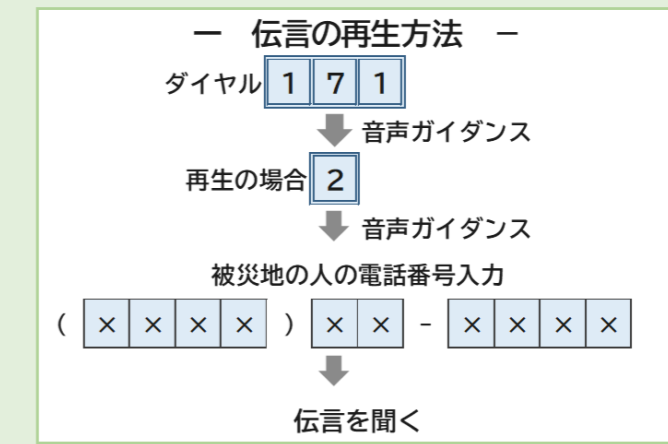 ー 伝言の再生方法 －
ダイヤル 1 7 1
音声ガイダンス
再生の場合 2
音声ガイダンス
被災地の人の電話番号入力
( × × × × ) × × - × × × ×
伝言を聞く